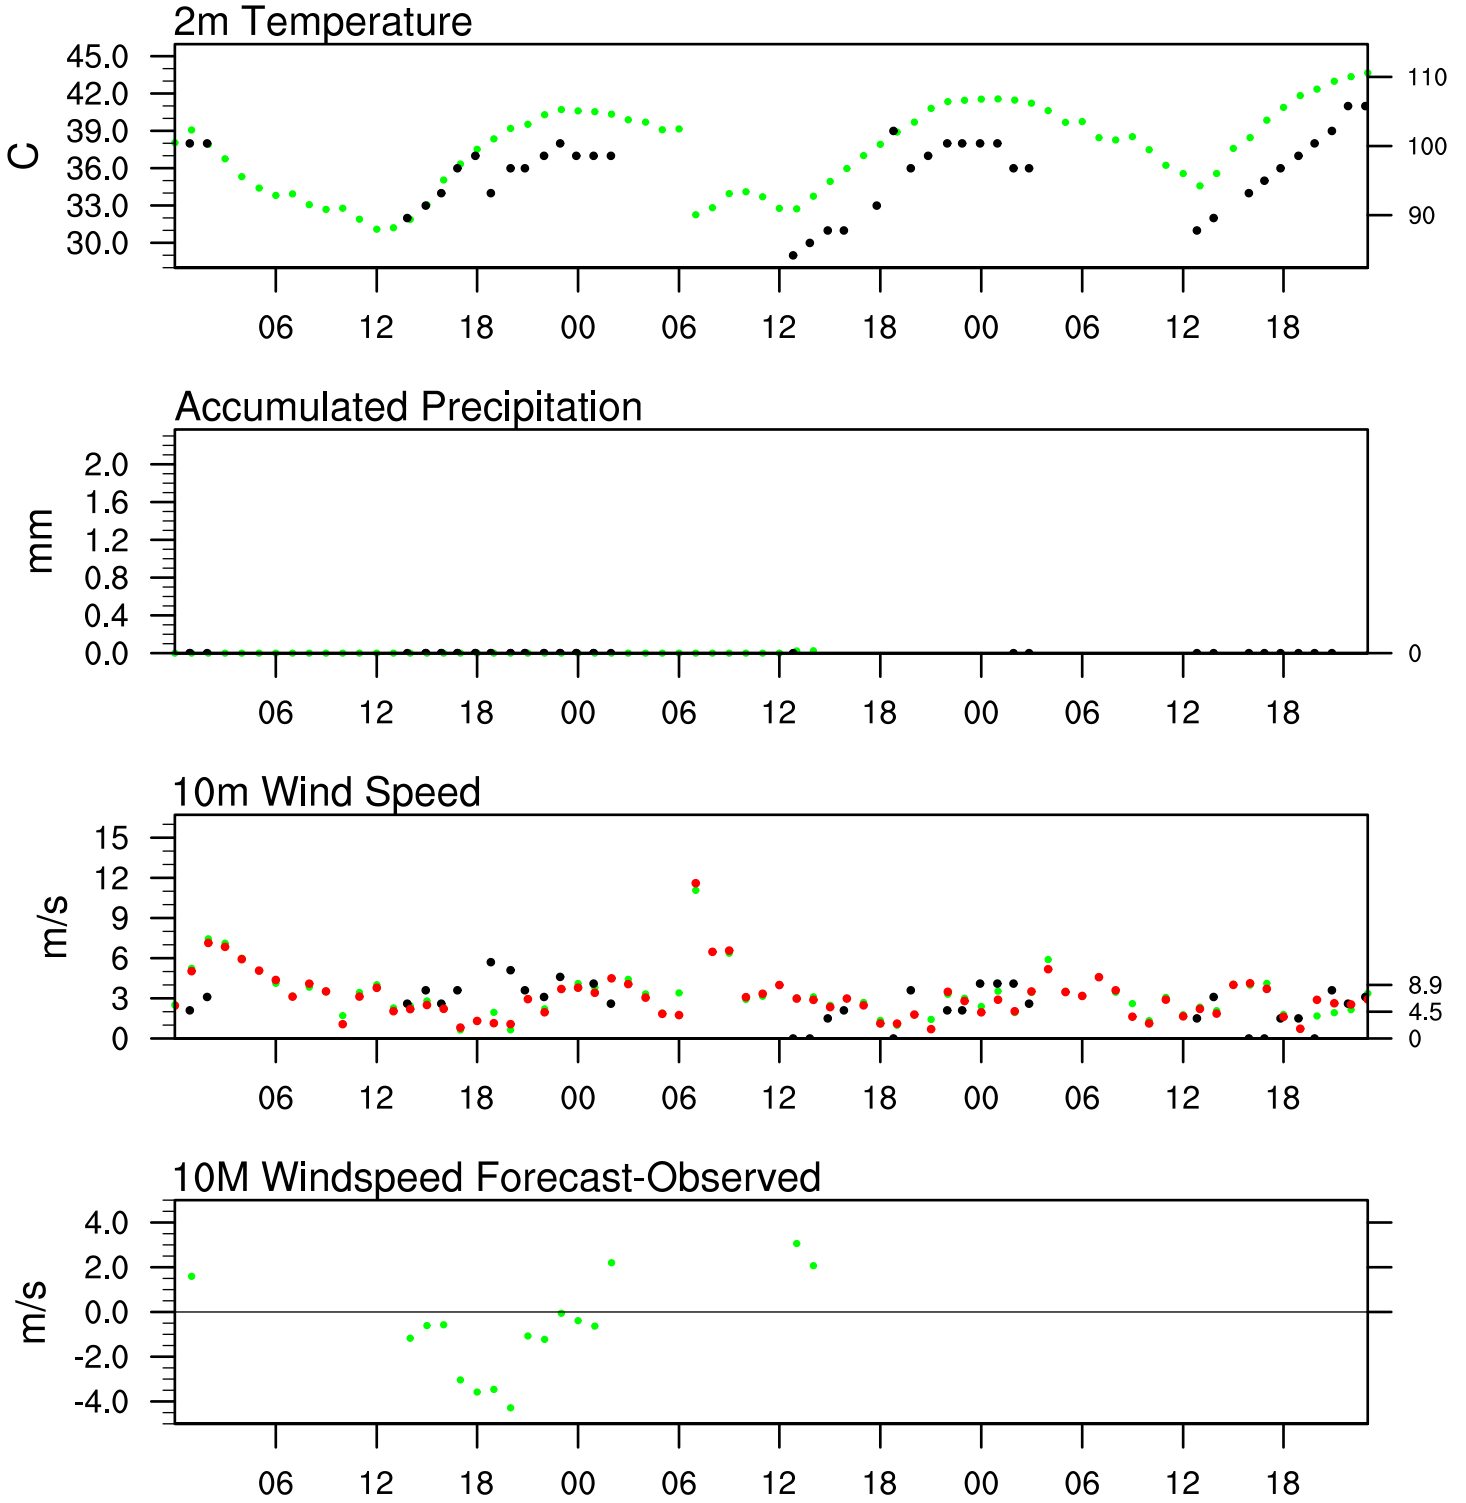 2m Temperature
45.0
42.0
39.0
36.0
33.0
30.0
C
110
100
90
06 12 18 00 06 12 18 00 06 12 18
Accumulated Precipitation
2.0
1.6
1.2
0.8
0.4
0.0
mm
0
06 12 18 00 06 12 18 00 06 12 18
10m Wind Speed
15
12
9
6
3
0
m/s
8.9
4.5
0
06 12 18 00 06 12 18 00 06 12 18
10M Windspeed Forecast-Observed
4.0
2.0
0.0
-2.0
-4.0
m/s
06 12 18 00 06 12 18 00 06 12 18